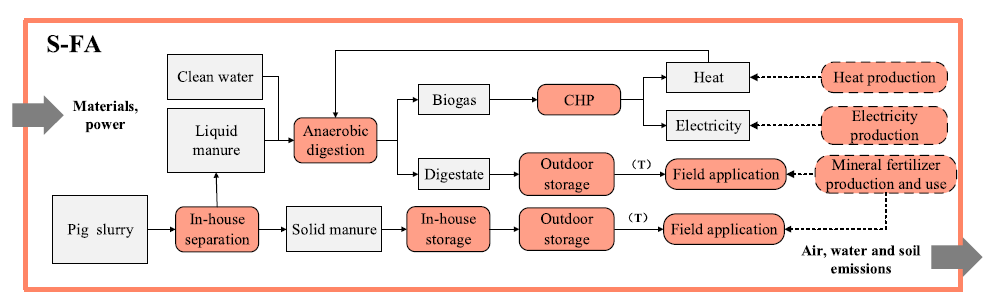 S-FA
Materials,
power
Clean water
Liquid
manure
Pig slurry
In-house
separation
Anaerobic
digestion
Solid manure
Biogas
Digestate
In-house
storage
CHP
Outdoor
storage
(T)
Outdoor
storage
(T)
Heat
Electricity
Field application
Field application
Heat production
Electricity
production
Mineral fertilizer
production and use
Air, water and soil
emissions